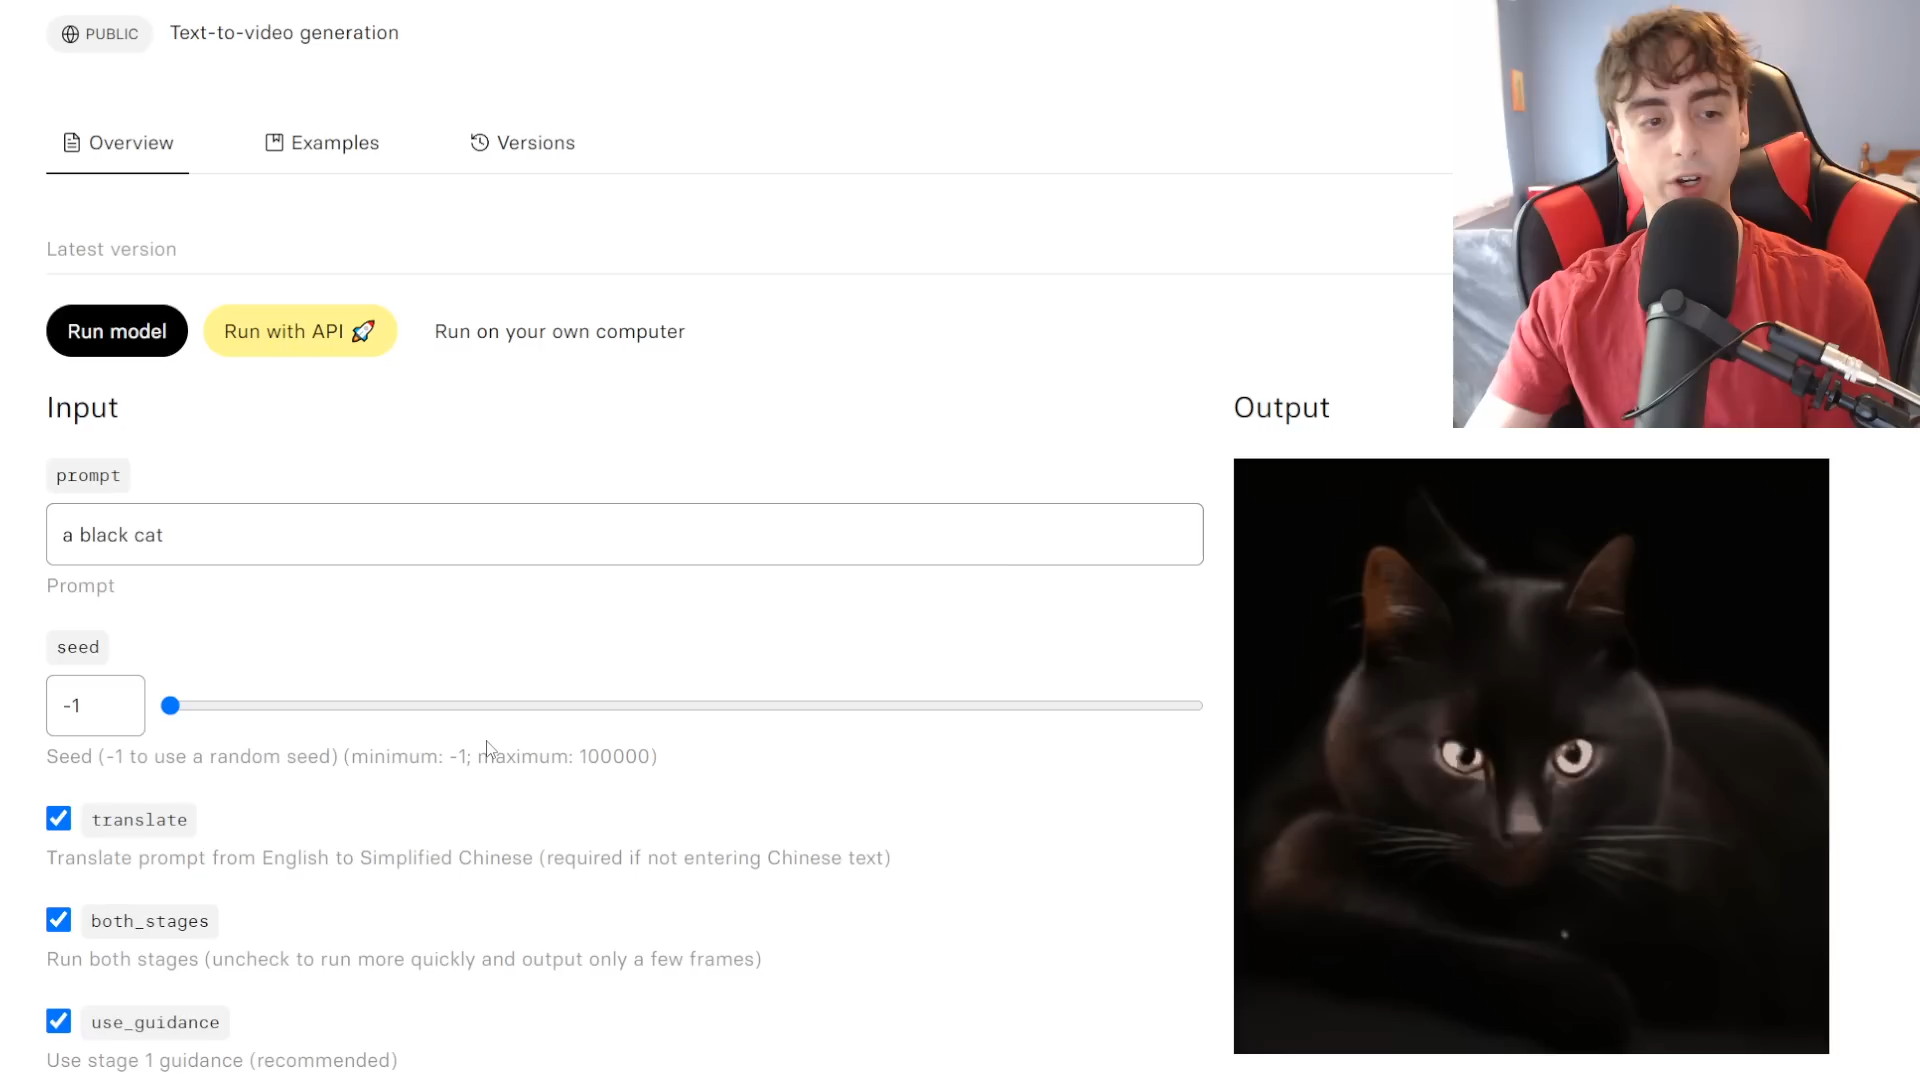 PUBLIC Text-to-video generation
Overview Examples Versions
Latest version
Run model Run with API 🚀 Run on your own computer
Input
prompt
a black cat
Prompt
seed
-1
Seed (-1 to use a random seed) (minimum: -1; maximum: 100000)
translate
Translate prompt from English to Simplified Chinese (required if not entering Chinese text)
both_stages
Run both stages (uncheck to run more quickly and output only a few frames)
use_guidance
Use stage 1 guidance (recommended)
Output